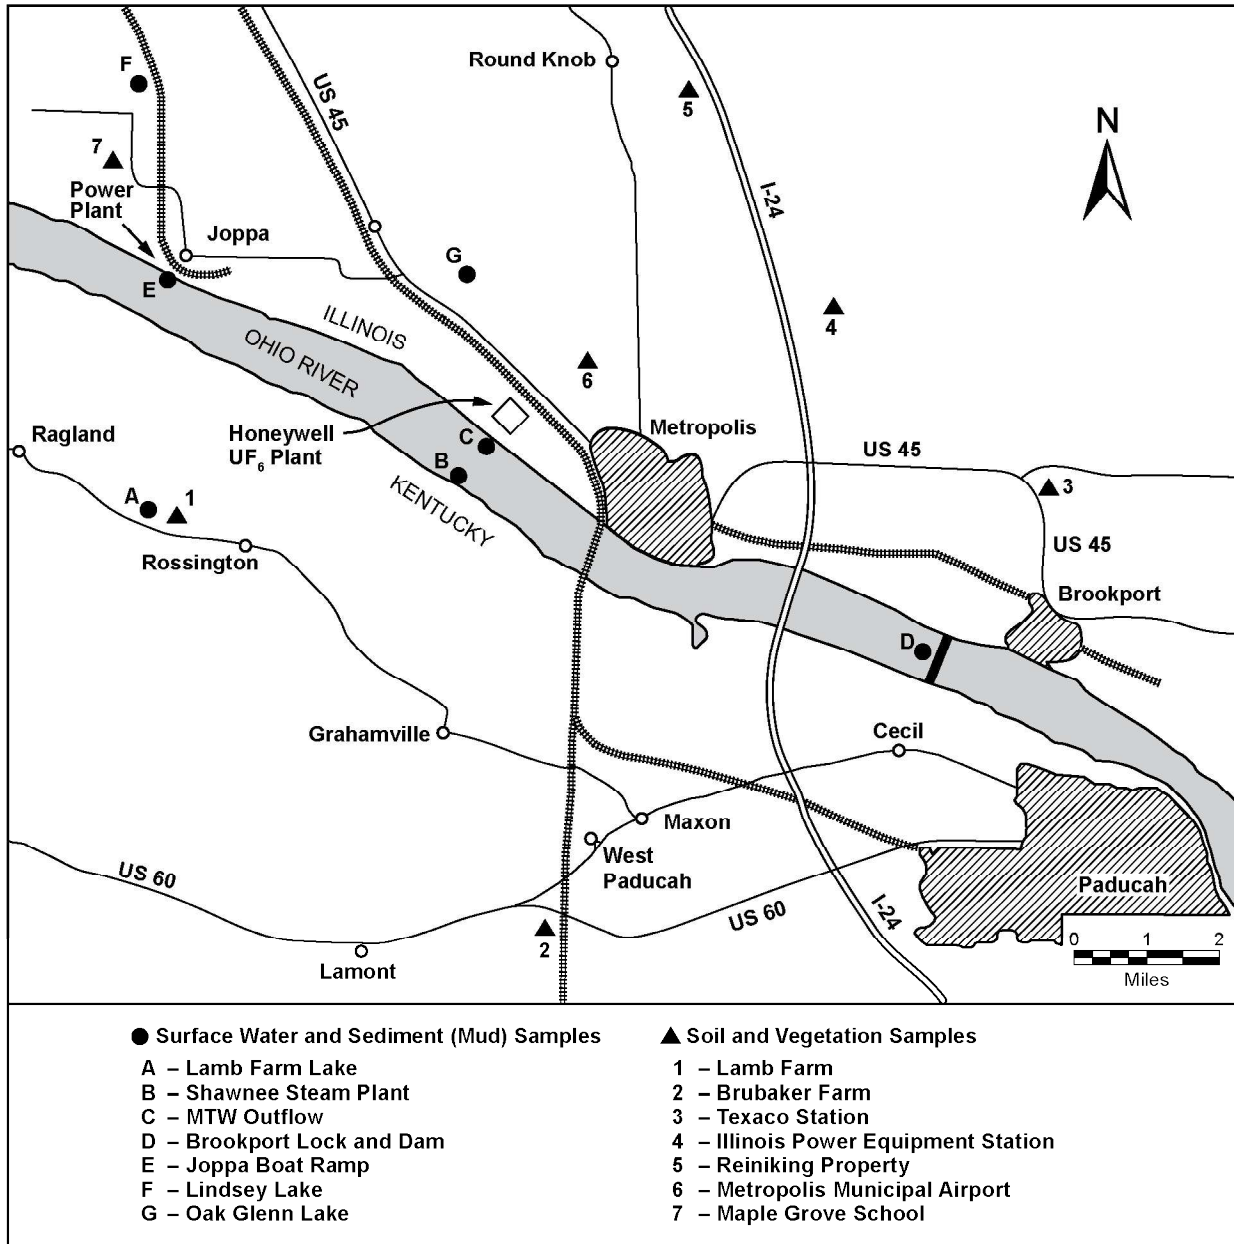 Round Knob
F
US 45
5
N
7
Power
Plant
I-24
Joppa
G
E
4
ILLINOIS
OHIO RIVER
6
Honeywell
UF6 Plant
C
Metropolis
Ragland
B
US 45
KENTUCKY
A
1
3
Rossington
US 45
Brookport
D
Grahamville
Cecil
Maxon
West
Paducah
US 60
Paducah
US 60
I-24
2
Lamont
0 1 2
Miles
Surface Water and Sediment (Mud) Samples
A – Lamb Farm Lake
B – Shawnee Steam Plant
C – MTW Outflow
D – Brookport Lock and Dam
E – Joppa Boat Ramp
F – Lindsey Lake
G – Oak Glenn Lake
Soil and Vegetation Samples
1 – Lamb Farm
2 – Brubaker Farm
3 – Texaco Station
4 – Illinois Power Equipment Station
5 – Reiniking Property
6 – Metropolis Municipal Airport
7 – Maple Grove School